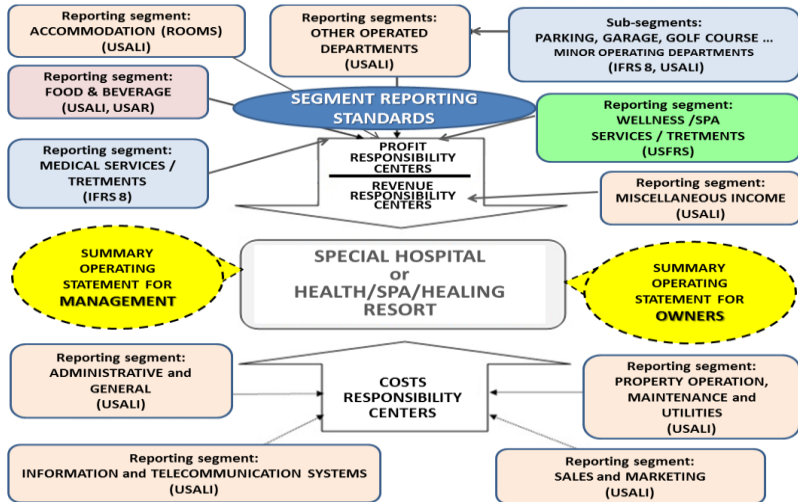 Reporting segment:
ACCOMMODATION (ROOMS)
(USALI)
Reporting segments:
OTHER OPERATED
DEPARTMENTS
(USALI)
Sub-segments:
PARKING, GARAGE, GOLF COURSE ...
MINOR OPERATING DEPARTMENTS
(IFRS 8, USALI)
Reporting segment:
FOOD & BEVERAGE
(USALI, USAR)
SEGMENT REPORTING
STANDARDS
Reporting segment:
WELLNESS /SPA
SERVICES / TRETMENTS
(USFRS)
Reporting segment:
MEDICAL SERVICES /
TRETMENTS
(IFRS 8)
PROFIT
RESPONSIBILITY
CENTERS
REVENUE
RESPONSIBILITY
CENTERS
Reporting segment:
MISCELLANEOUS INCOME
(USALI)
SUMMARY
OPERATING
STATEMENT FOR
MANAGEMENT
SPECIAL HOSPITAL
or
HEALTH/SPA/HEALING
RESORT
SUMMARY
OPERATING
STATEMENT FOR
OWNERS
Reporting segment:
ADMINISTRATIVE and
GENERAL
(USALI)
COSTS
RESPONSIBILITY
CENTERS
Reporting segment:
PROPERTY OPERATION,
MAINTENANCE and
UTILITIES
(USALI)
Reporting segment:
INFORMATION and TELECOMMUNICATION SYSTEMS
(USALI)
Reporting segment:
SALES and MARKETING
(USALI)